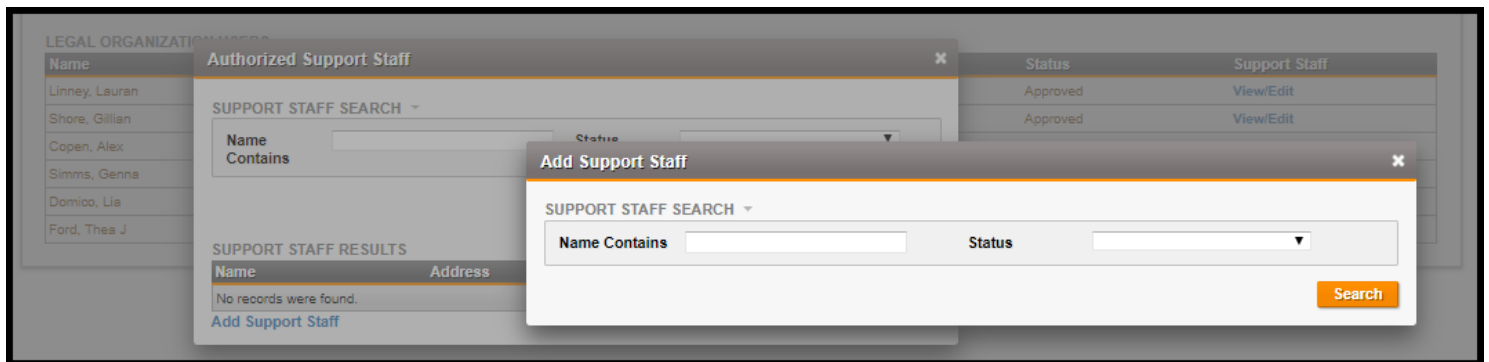 LEGAL ORGANIZATION USERS
Name Status Support Staff
Linney, Lauran Approved View/Edit
Shore, Gillian Approved View/Edit
Copen, Alex
Simms, Genna
Domico, Lia
Ford, Thea J
Authorized Support Staff
SUPPORT STAFF SEARCH
Name Contains
Status
SUPPORT STAFF RESULTS
Name Address
No records were found.
Add Support Staff
Add Support Staff
SUPPORT STAFF SEARCH
Name Contains Status
Search